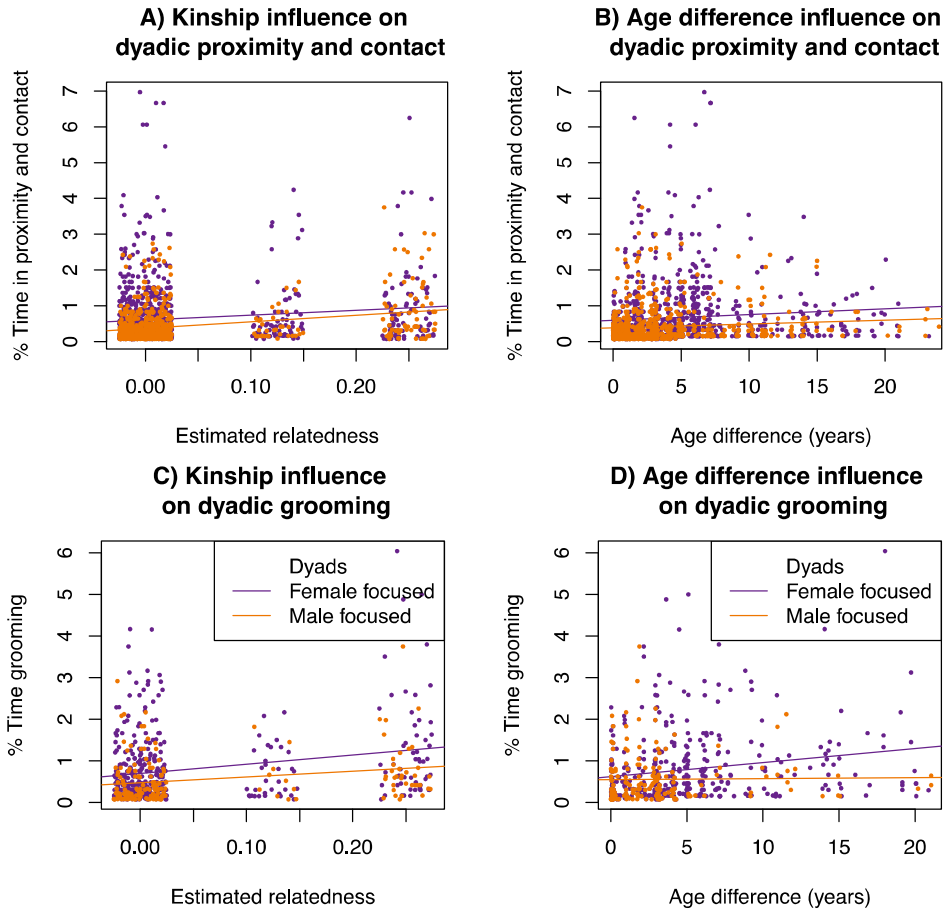 A) Kinship influence on
dyadic proximity and contact
% Time in proximity and contact
7
6
5
4
3
2
1
0
0.00
0.10
0.20
Estimated relatedness
B) Age difference influence on
dyadic proximity and contact
% Time in proximity and contact
7
6
5
4
3
2
1
0
0
5
10
15
20
Age difference (years)
C) Kinship influence
on dyadic grooming
% Time grooming
6
5
4
3
2
1
0
Dyads
Female focused
Male focused
0.00
0.10
0.20
Estimated relatedness
D) Age difference influence
on dyadic grooming
% Time grooming
6
5
4
3
2
1
0
Dyads
Female focused
Male focused
0
5
10
15
20
Age difference (years)